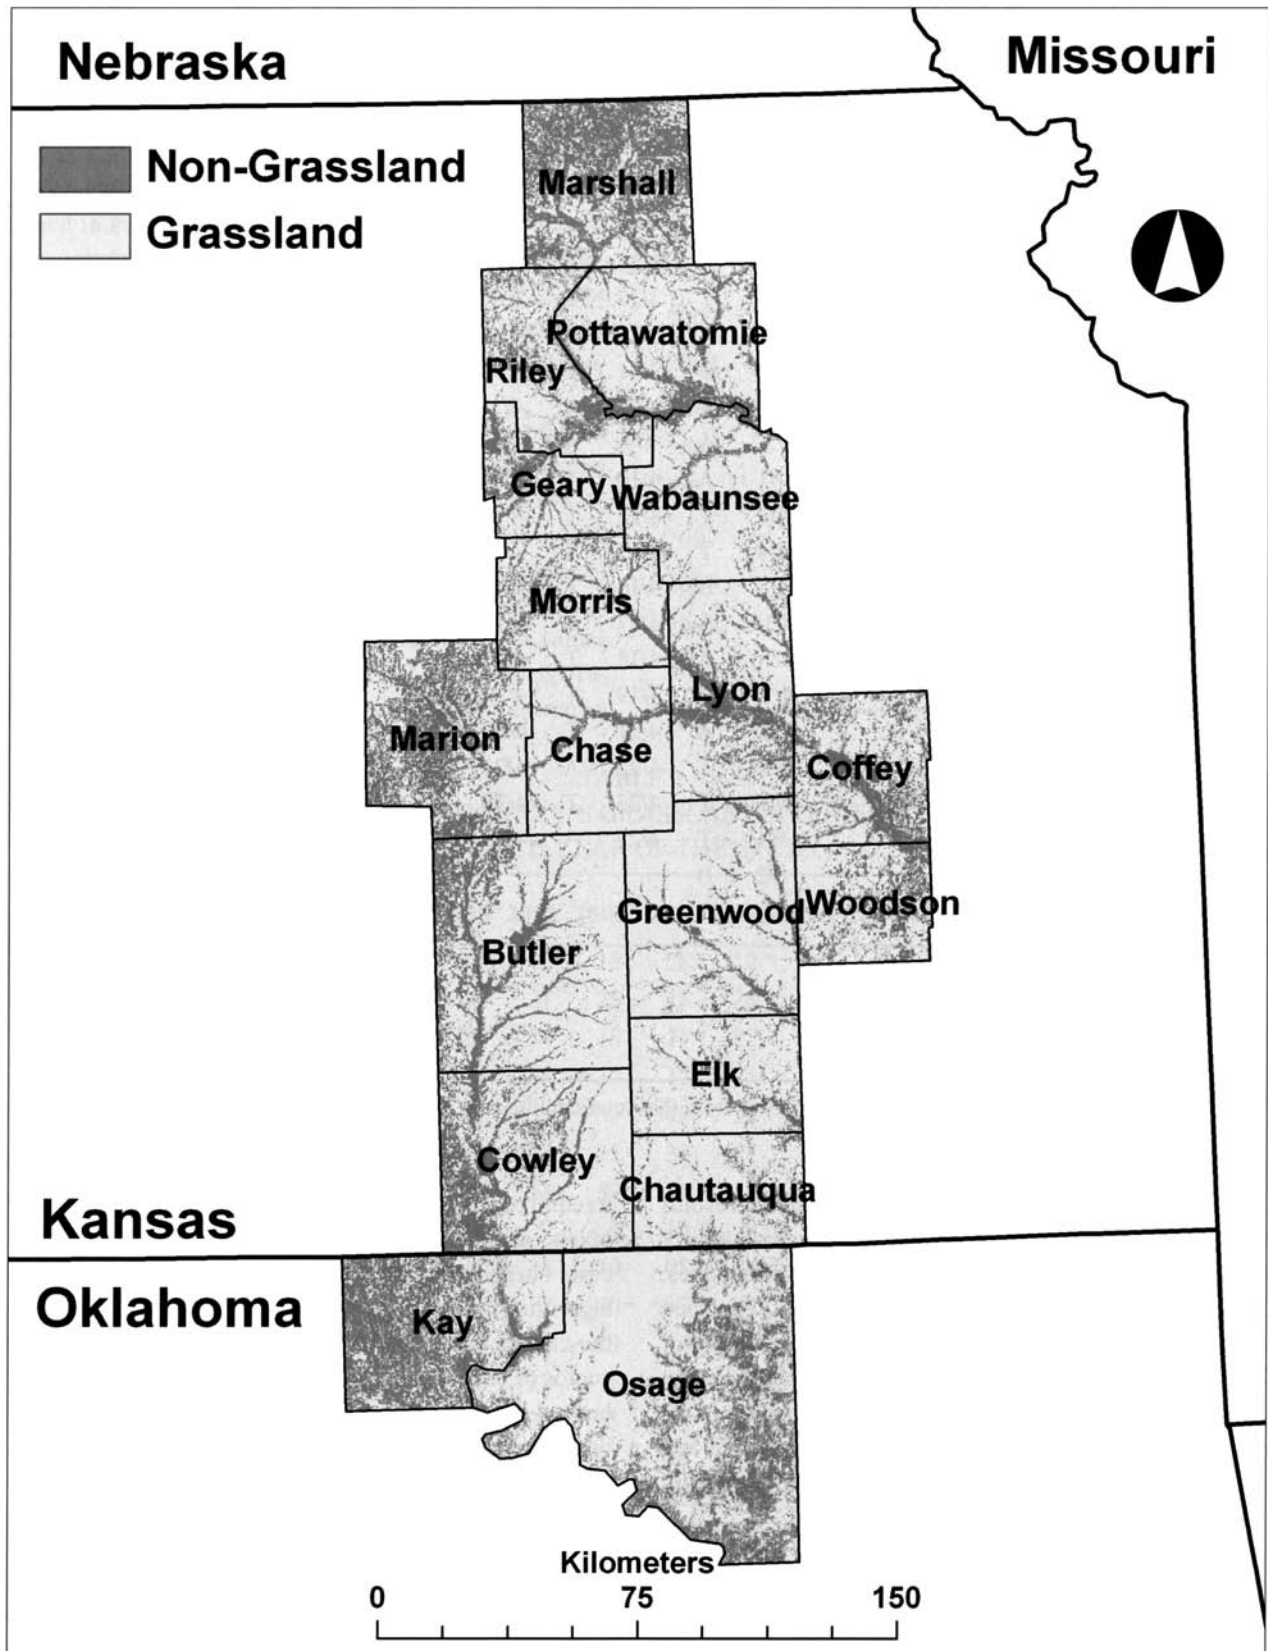 Nebraska
Missouri
Non-Grassland
Grassland
Marshall
Pottawatomie
Riley
Geary
Wabaunsee
Morris
Lyon
Marion
Chase
Coffey
Greenwood
Woodson
Butler
Elk
Cowley
Chautauqua
Kansas
Oklahoma
Kay
Osage
Kilometers
0 75 150